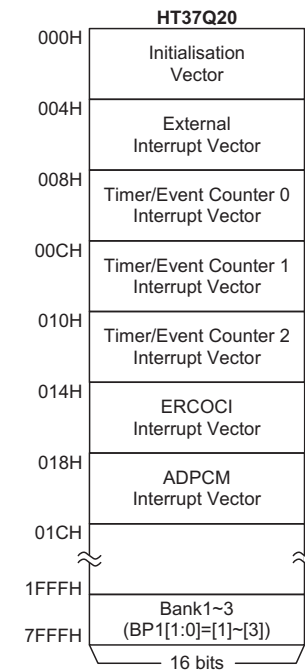 HT37Q20
000H
Initialisation
Vector
004H
External
Interrupt Vector
008H
Timer/Event Counter 0
Interrupt Vector
00CH
Timer/Event Counter 1
Interrupt Vector
010H
Timer/Event Counter 2
Interrupt Vector
014H
ERCOCI
Interrupt Vector
018H
ADPCM
Interrupt Vector
01CH
1FFFH
Bank1~3
(BP1[1:0]=[1]~[3])
7FFFH
16 bits